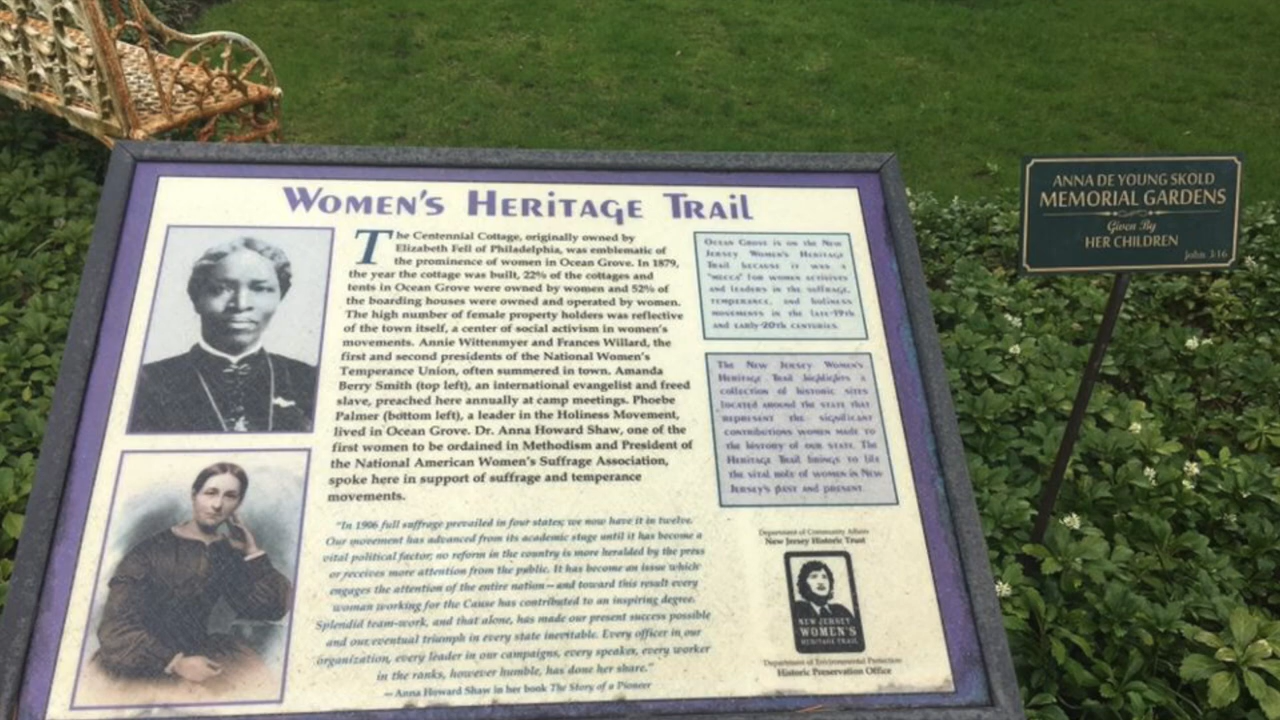 Women's Heritage Trail
The Centennial Cottage, originally owned by
Elizabeth Fell of Philadelphia, was emblematic of
the prominence of women in Ocean Grove. In 1879,
the year the cottage was built, 22% of the cottages and
tents in Ocean Grove were owned by women and 52% of
the boarding houses were owned and operated by women.
The high number of female property holders was reflective
of the town itself, a center of social activism in women's
movements. Annie Wittenmyer and Frances Willard, the
first and second presidents of the National Women's
Temperance Union, often summered in town. Amanda
Berry Smith (top left), an international evangelist and freed
slave, preached here annually at camp meetings. Phoebe
Palmer (bottom left), a leader in the Holiness Movement,
lived in Ocean Grove. Dr. Anna Howard Shaw, one of the
first women to be ordained in Methodism and President of
the National American Women's Suffrage Association,
spoke here in support of suffrage and temperance
movements.
"In 1906 full suffrage prevailed in four states; we now have it in twelve.
Our movement has advanced from its academic stage until it has become a
vital political factor; no reform in the country is more heralded by the press
or receives more attention from the public. It has become an issue which
engages the attention of the entire nation—and toward this result every
woman working for the Cause has contributed to an inspiring degree.
Splendid team-work, and that alone, has made our present success possible
and our eventual triumph in every state inevitable. Every officer in our
organization, every leader in our campaigns, every speaker, every worker
in the ranks, however humble, has done her share."
—Anna Howard Shaw in her book The Story of a Pioneer
Ocean Grove is on the New
Jersey Women's Heritage
Trail because it was a
"mecca" for women activists
and leaders in the suffrage,
temperance, and holiness
movements in the late-19th
and early-20th centuries.
The New Jersey Women's
Heritage Trail highlights a
collection of historic sites
located around the state that
represent the significant
contributions women made to
the history of our state. The
Heritage Trail brings to life
the vital role of women in New
Jersey's past and present.
Department of Community Affairs
New Jersey Historic Trust
NEW JERSEY
WOMEN'S
HERITAGE TRAIL
Department of Environmental Protection
Historic Preservation Office
ANNA DE YOUNG SKOLD
MEMORIAL GARDENS
Given By
HER CHILDREN
John 3:16